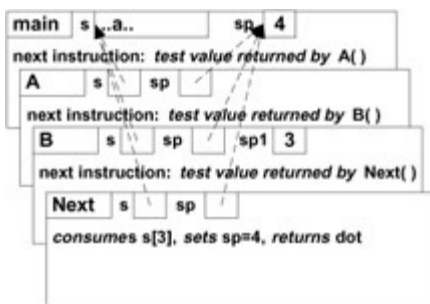 main s ..a.. sp 4
next instruction: test value returned by A( )
A s sp
next instruction: test value returned by B( )
B s sp sp1 3
next instruction: test value returned by Next( )
Next s sp
consumes s[3], sets sp=4, returns dot